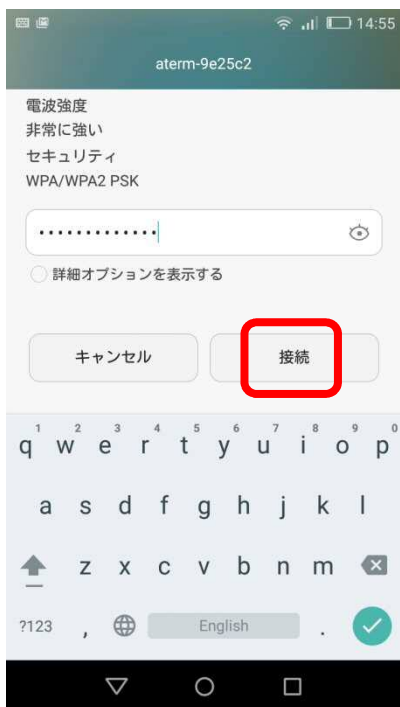 14:55
aterm-9e25c2
電波強度
非常に強い
セキュリティ
WPA/WPA2 PSK
•••••••••••••
詳細オプションを表示する
キャンセル 接続
1 2 3 4 5 6 7 8 9 0
q w e r t y u i o p
a s d f g h j k l
z x c v b n m
?123 , English .